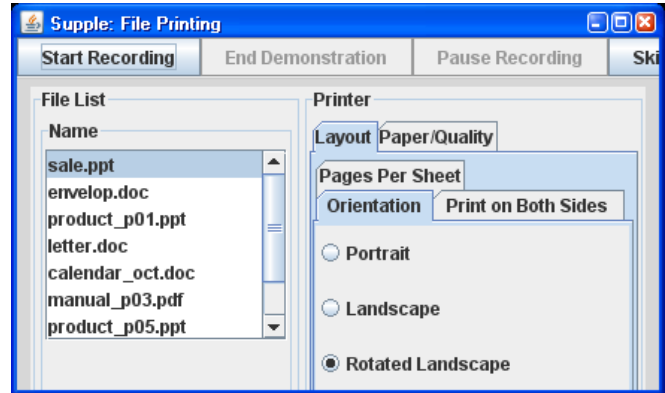 Supple: File Printing
Start Recording End Demonstration Pause Recording Ski
File List
Name
sale.ppt
envelop.doc
product_p01.ppt
letter.doc
calendar_oct.doc
manual_p03.pdf
product_p05.ppt
Printer
Layout Paper/Quality
Pages Per Sheet
Orientation Print on Both Sides
Portrait
Landscape
Rotated Landscape